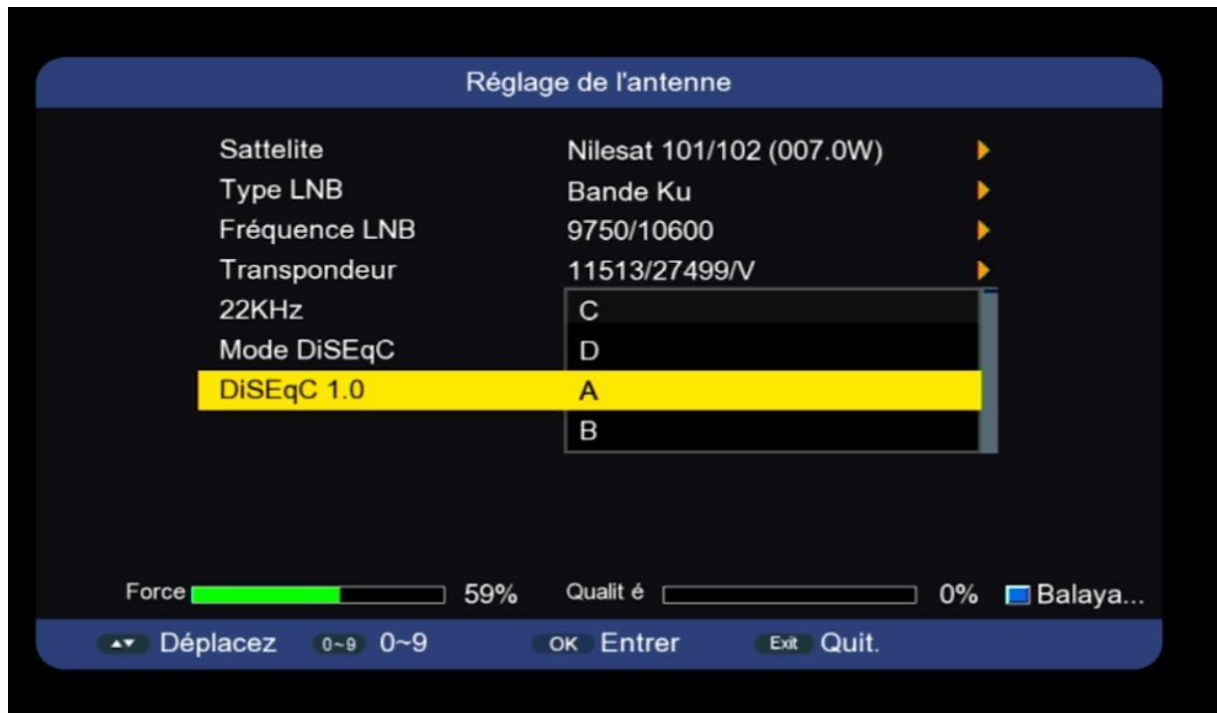 Réglage de l'antenne
Sattelite Nilesat 101/102 (007.0W)
Type LNB Bande Ku
Fréquence LNB 9750/10600
Transpondeur 11513/27499/V
22KHz C
Mode DiSEqC D
DiSEqC 1.0 A
B
Force 59% Qualit é 0% Balaya...
Déplacez 0~9 0~9 OK Entrer Exit Quit.